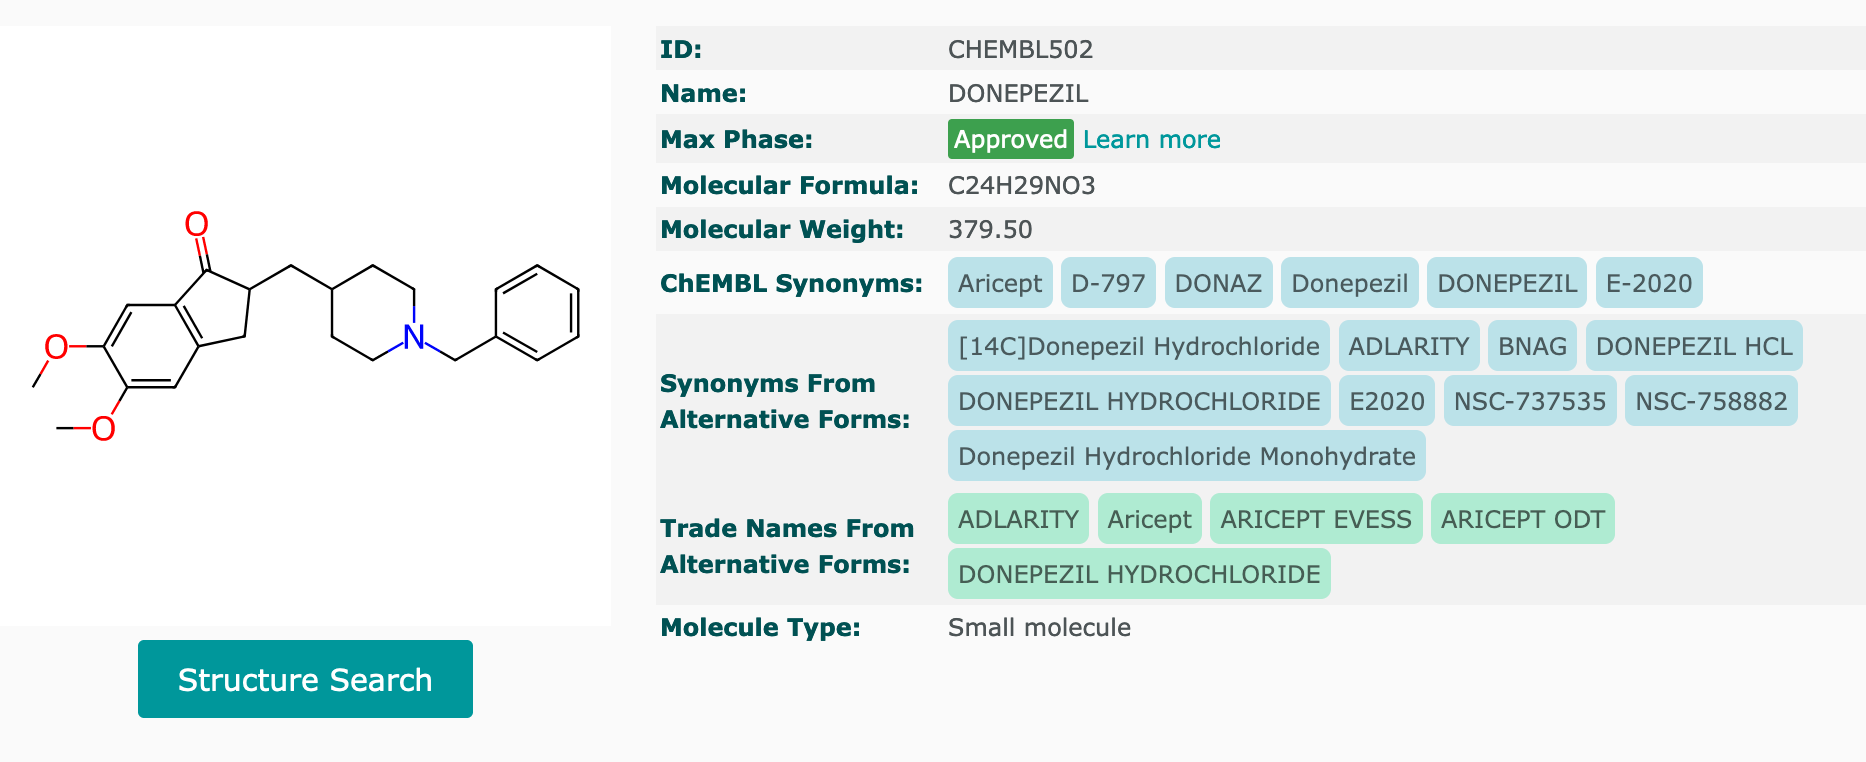 O
O
O
N
Structure Search
ID: CHEMBL502
Name: DONEPEZIL
Max Phase: Approved Learn more
Molecular Formula: C24H29NO3
Molecular Weight: 379.50
ChEMBL Synonyms: Aricept D-797 DONAZ Donepezil DONEPEZIL E-2020
Synonyms From Alternative Forms: [14C]Donepezil Hydrochloride ADLARITY BNAG DONEPEZIL HCL
DONEPEZIL HYDROCHLORIDE E2020 NSC-737535 NSC-758882
Donepezil Hydrochloride Monohydrate
Trade Names From Alternative Forms: ADLARITY Aricept ARICEPT EVESS ARICEPT ODT
DONEPEZIL HYDROCHLORIDE
Molecule Type: Small molecule